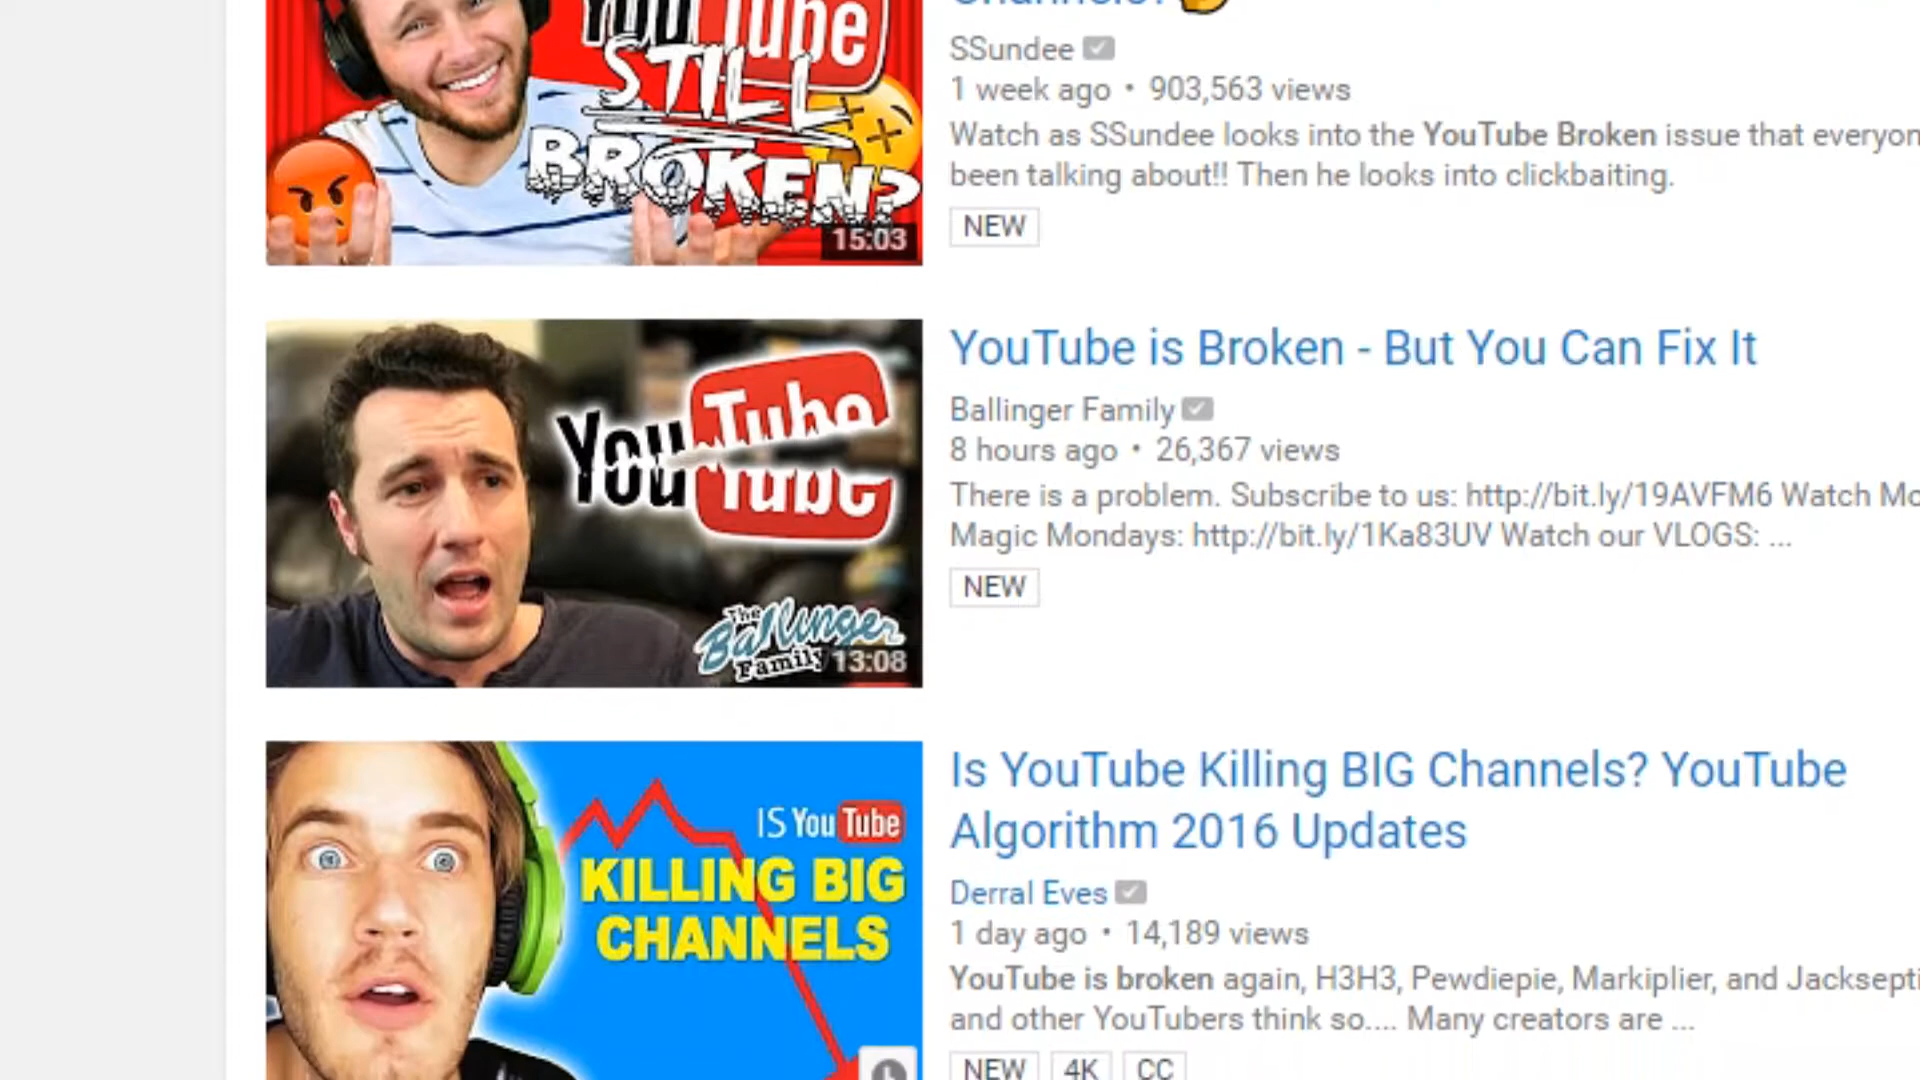 YouTube
STILL
BROKEN?
15:03
Channels?
SSundee
1 week ago • 903,563 views
Watch as SSundee looks into the YouTube Broken issue that everyon
been talking about!! Then he looks into clickbaiting.
NEW
YouTube
The
Ballinger
Family
13:08
YouTube is Broken - But You Can Fix It
Ballinger Family
8 hours ago • 26,367 views
There is a problem. Subscribe to us: http://bit.ly/19AVFM6 Watch Mo
Magic Mondays: http://bit.ly/1Ka83UV Watch our VLOGS: ...
NEW
IS YouTube
KILLING BIG
CHANNELS
Is YouTube Killing BIG Channels? YouTube
Algorithm 2016 Updates
Derral Eves
1 day ago • 14,189 views
YouTube is broken again, H3H3, Pewdiepie, Markiplier, and Jacksepti
and other YouTubers think so.... Many creators are ...
NEW 4K CC